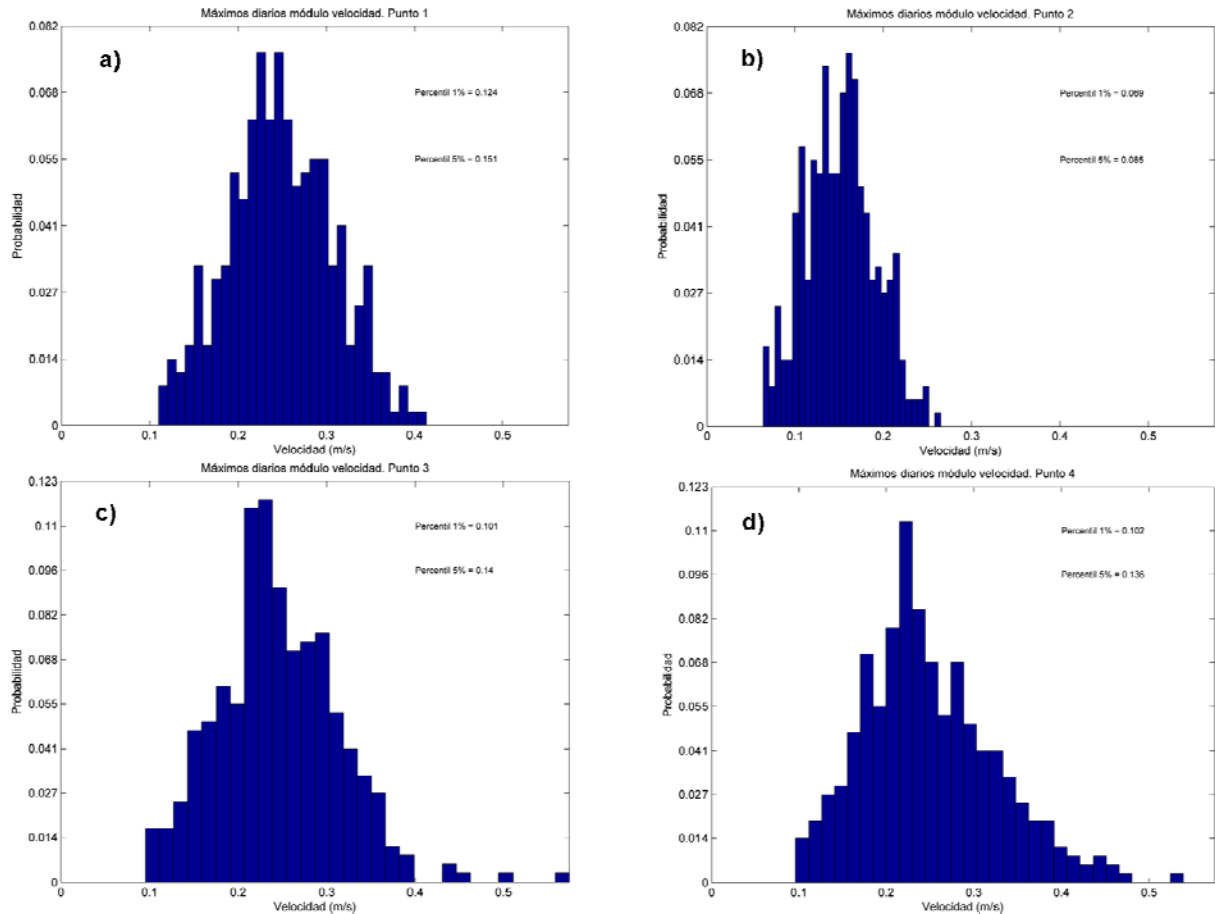 Máximos diarios módulo velocidad. Punto 1
a)
Percentil 1% = 0.124
Percentil 5% = 0.151
Probabilidad
0.082
0.068
0.055
0.041
0.027
0.014
0
0 0.1 0.2 0.3 0.4 0.5
Velocidad (m/s)
Máximos diarios módulo velocidad. Punto 2
b)
Percentil 1% = 0.069
Percentil 5% = 0.085
Probabilidad
0.082
0.068
0.055
0.041
0.027
0.014
0
0 0.1 0.2 0.3 0.4 0.5
Velocidad (m/s)
Máximos diarios módulo velocidad. Punto 3
c)
Percentil 1% = 0.101
Percentil 5% = 0.14
Probabilidad
0.123
0.11
0.096
0.082
0.068
0.055
0.041
0.027
0.014
0
0 0.1 0.2 0.3 0.4 0.5
Velocidad (m/s)
Máximos diarios módulo velocidad. Punto 4
d)
Percentil 1% = 0.102
Percentil 5% = 0.136
Probabilidad
0.123
0.11
0.096
0.082
0.068
0.055
0.041
0.027
0.014
0
0 0.1 0.2 0.3 0.4 0.5
Velocidad (m/s)